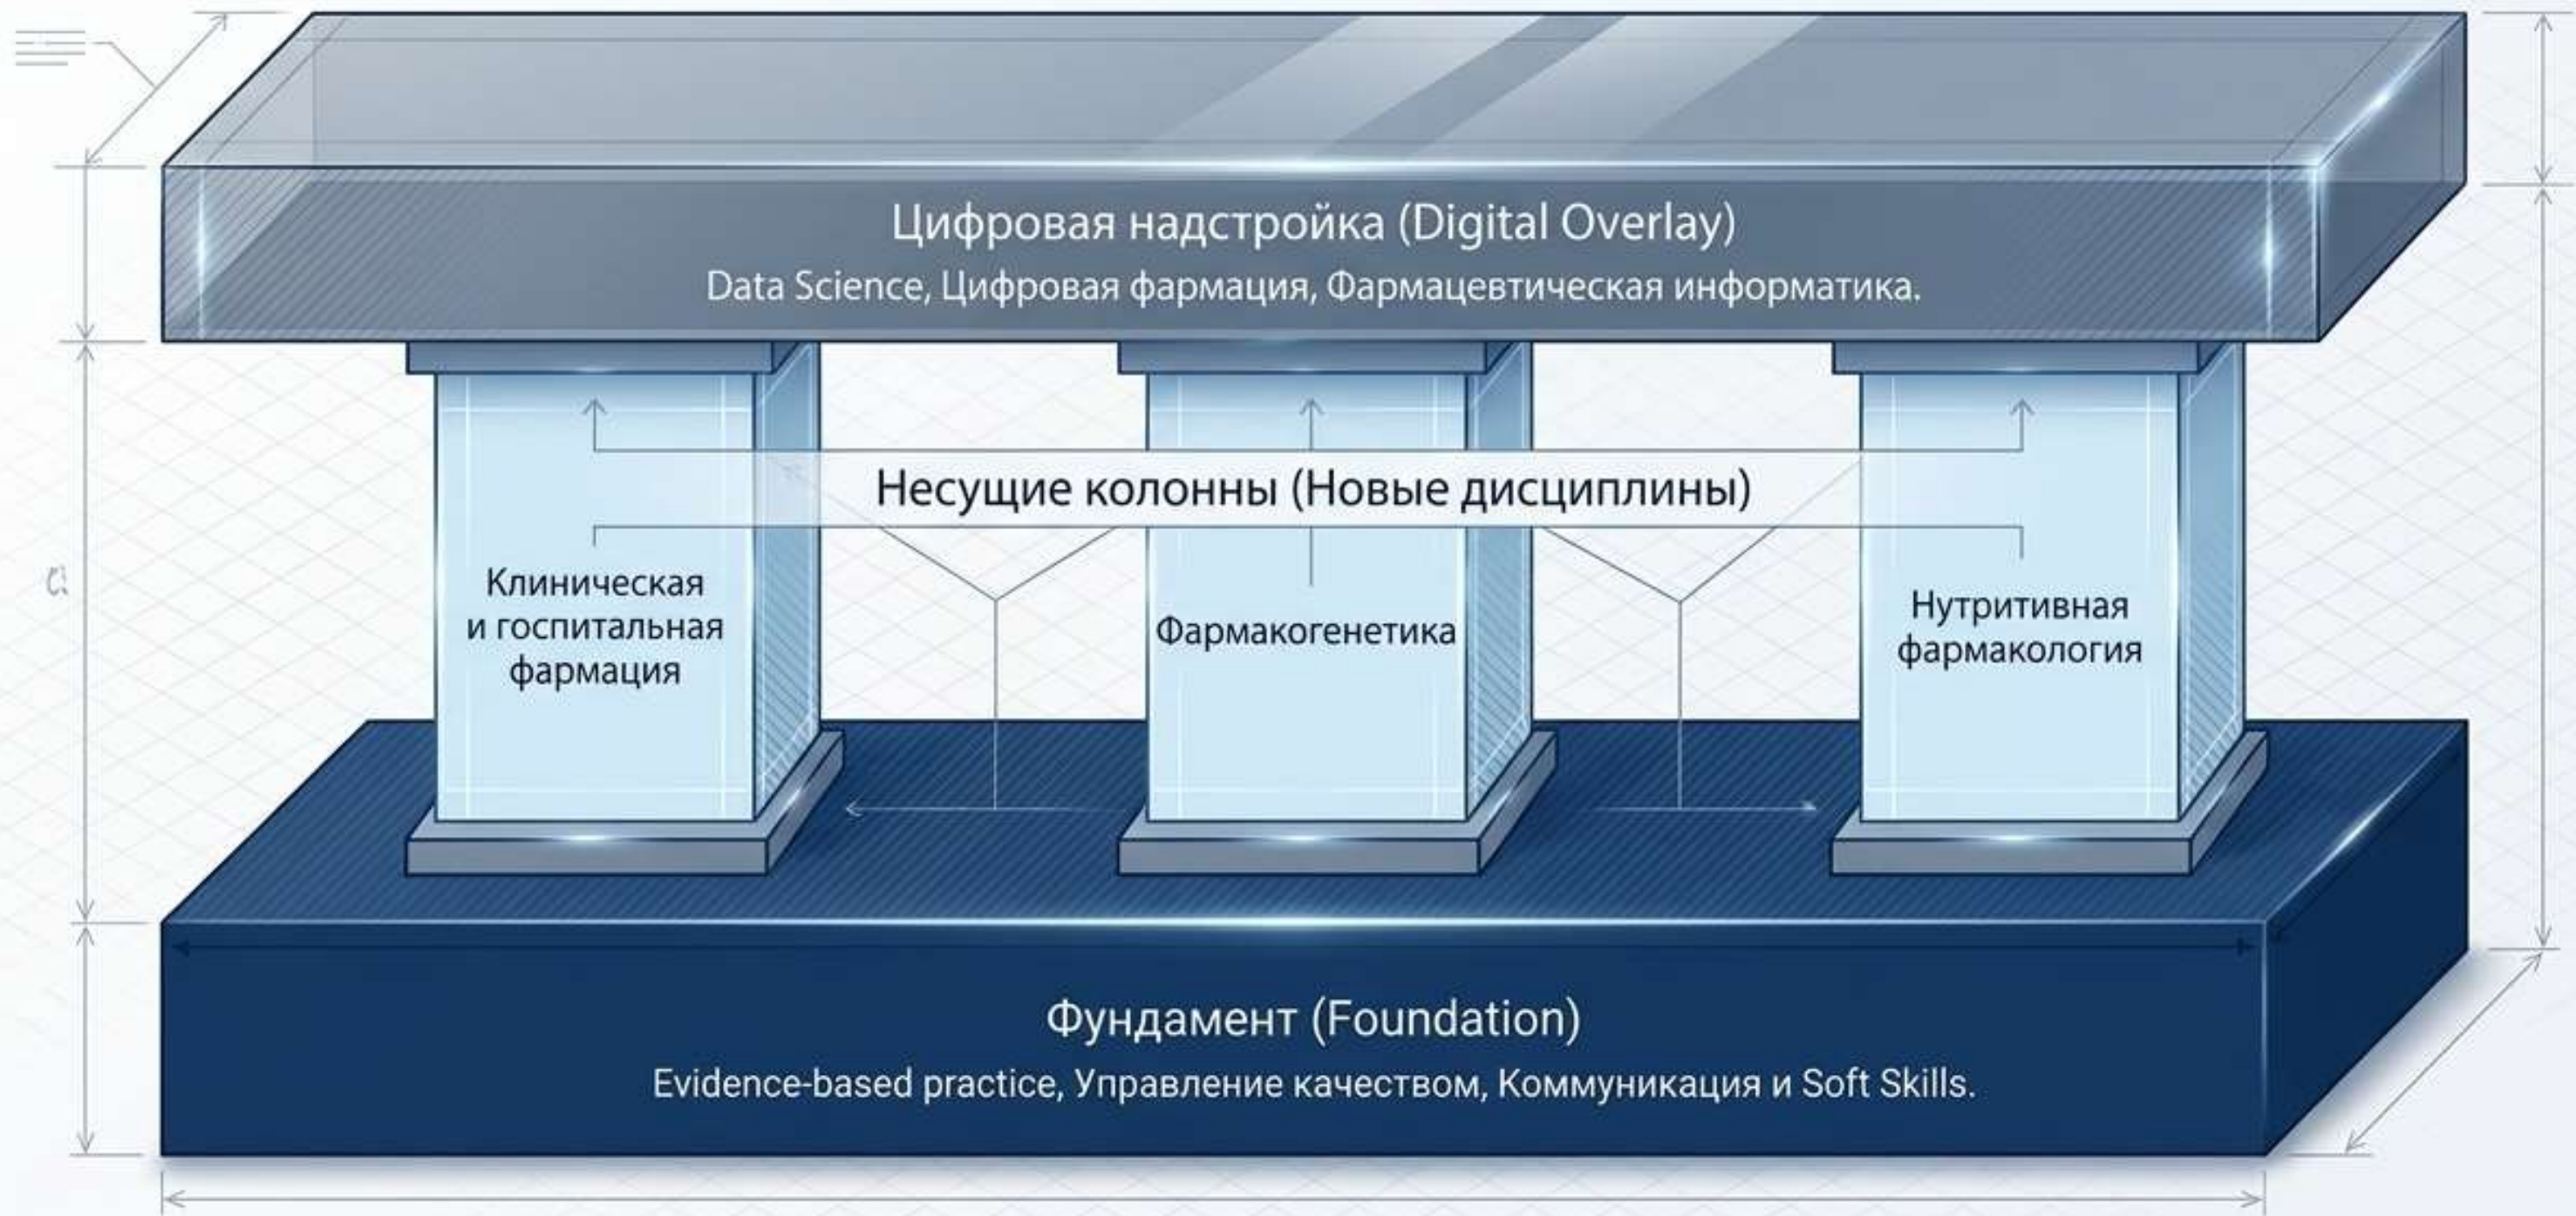 Цифровая надстройка (Digital Overlay)
Data Science, Цифровая фармация, Фармацевтическая информатика.
Несущие колонны (Новые дисциплины)
Клиническая
и госпитальная
фармация
Фармакогенетика
Нутритивная
фармакология
Фундамент (Foundation)
Evidence-based practice, Управление качеством, Коммуникация и Soft Skills.